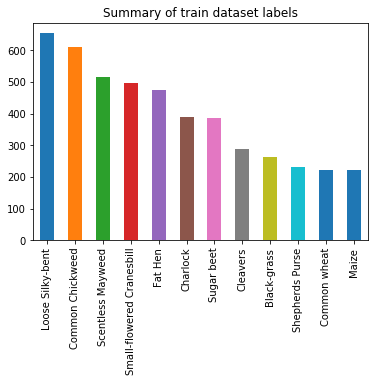 Summary of train dataset labels
600
500
400
300
200
100
0
Loose Silky-bent
Common Chickweed
Scentless Mayweed
Small-flowered Cranesbill
Fat Hen
Charlock
Sugar beet
Cleavers
Black-grass
Shepherds Purse
Common wheat
Maize